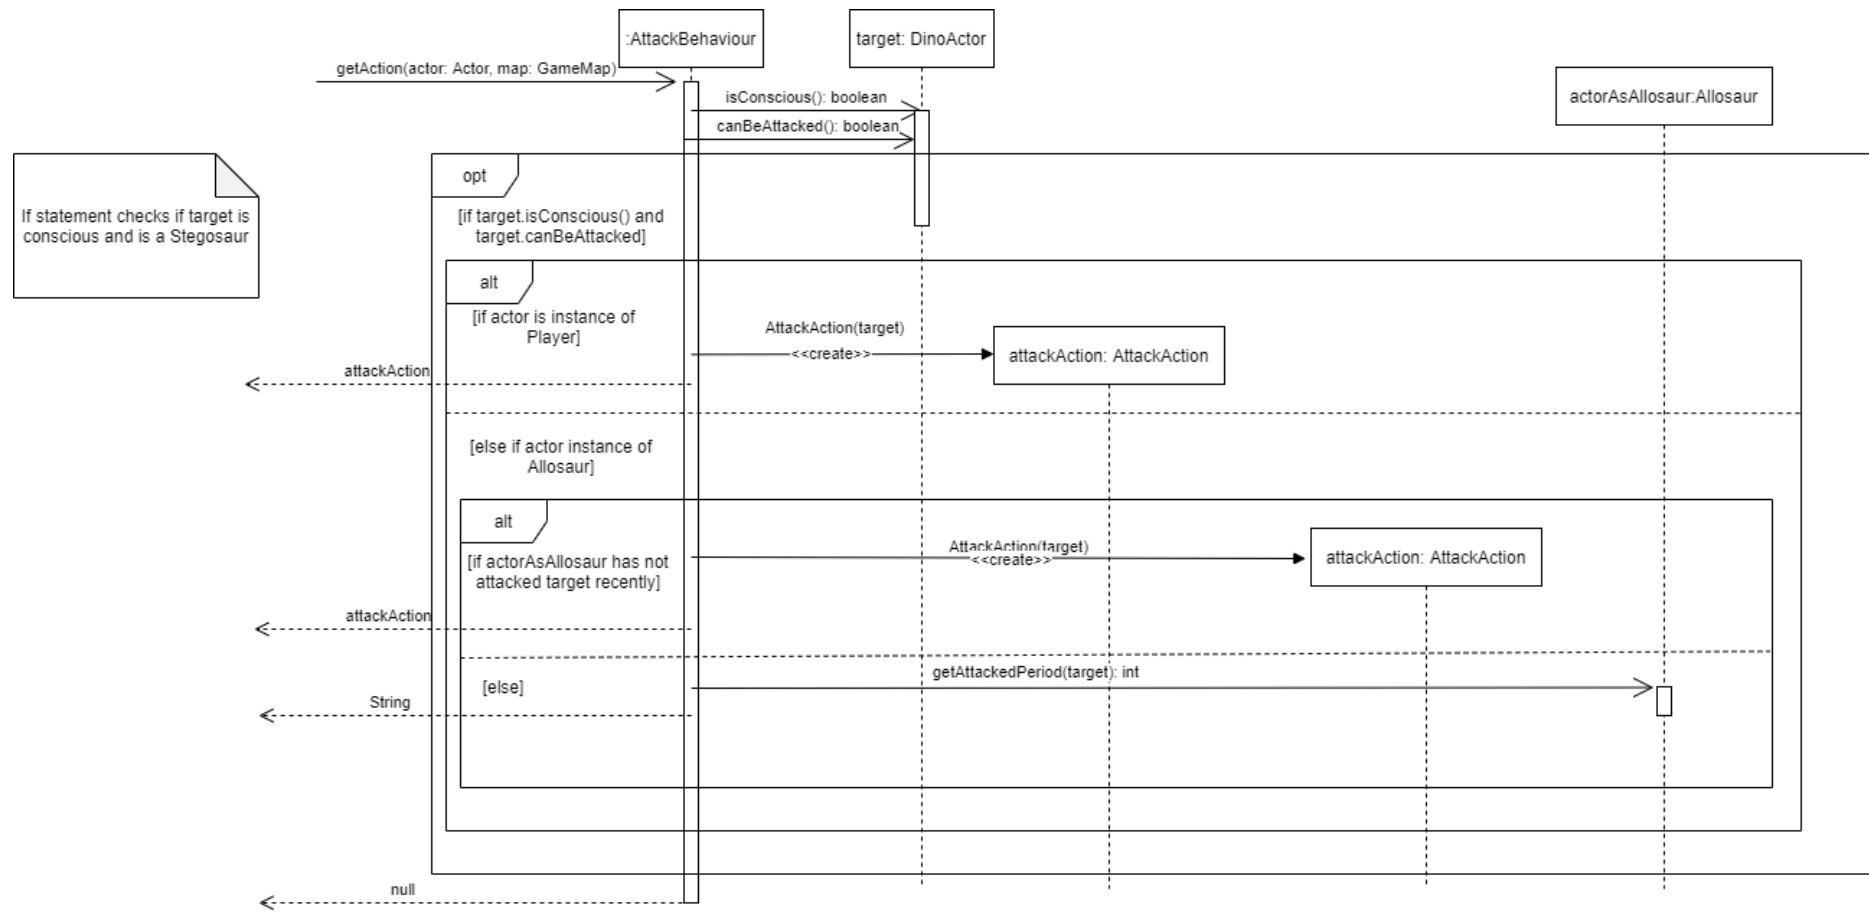 :AttackBehaviour
target: DinoActor
getAction(actor: Actor, map: GameMap)
actorAsAllosaur:Allosaur
isConscious(): boolean
canBeAttacked(): boolean
opt
If statement checks if target is
conscious and is a Stegosaur
[if target.isConscious() and
target.canBeAttacked]
alt
[if actor is instance of
Player]
AttackAction(target)
<<create>>
attackAction: AttackAction
attackAction
[else if actor instance of
Allosaur]
alt
[if actorAsAllosaur has not
attacked target recently]
AttackAction(target)
<<create>>
attackAction: AttackAction
attackAction
getAttackedPeriod(target): int
[else]
String
null